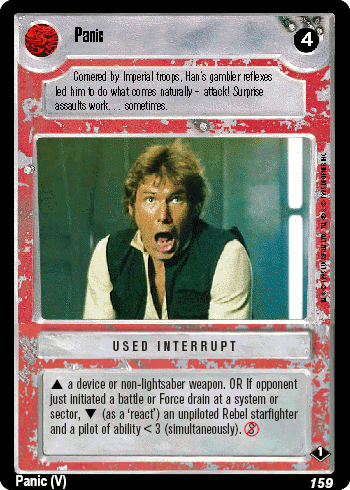 Panic
4
Cornered by Imperial troops, Han's gambler reflexes
led him to do what comes naturally - attack! Surprise
assaults work. . . sometimes.
USED INTERRUPT
▲ a device or non-lightsaber weapon. OR If opponent
just initiated a battle or Force drain at a system or
sector, ▼ (as a 'react') an unpiloted Rebel starfighter
and a pilot of ability < 3 (simultaneously).
1
Panic (V)
159